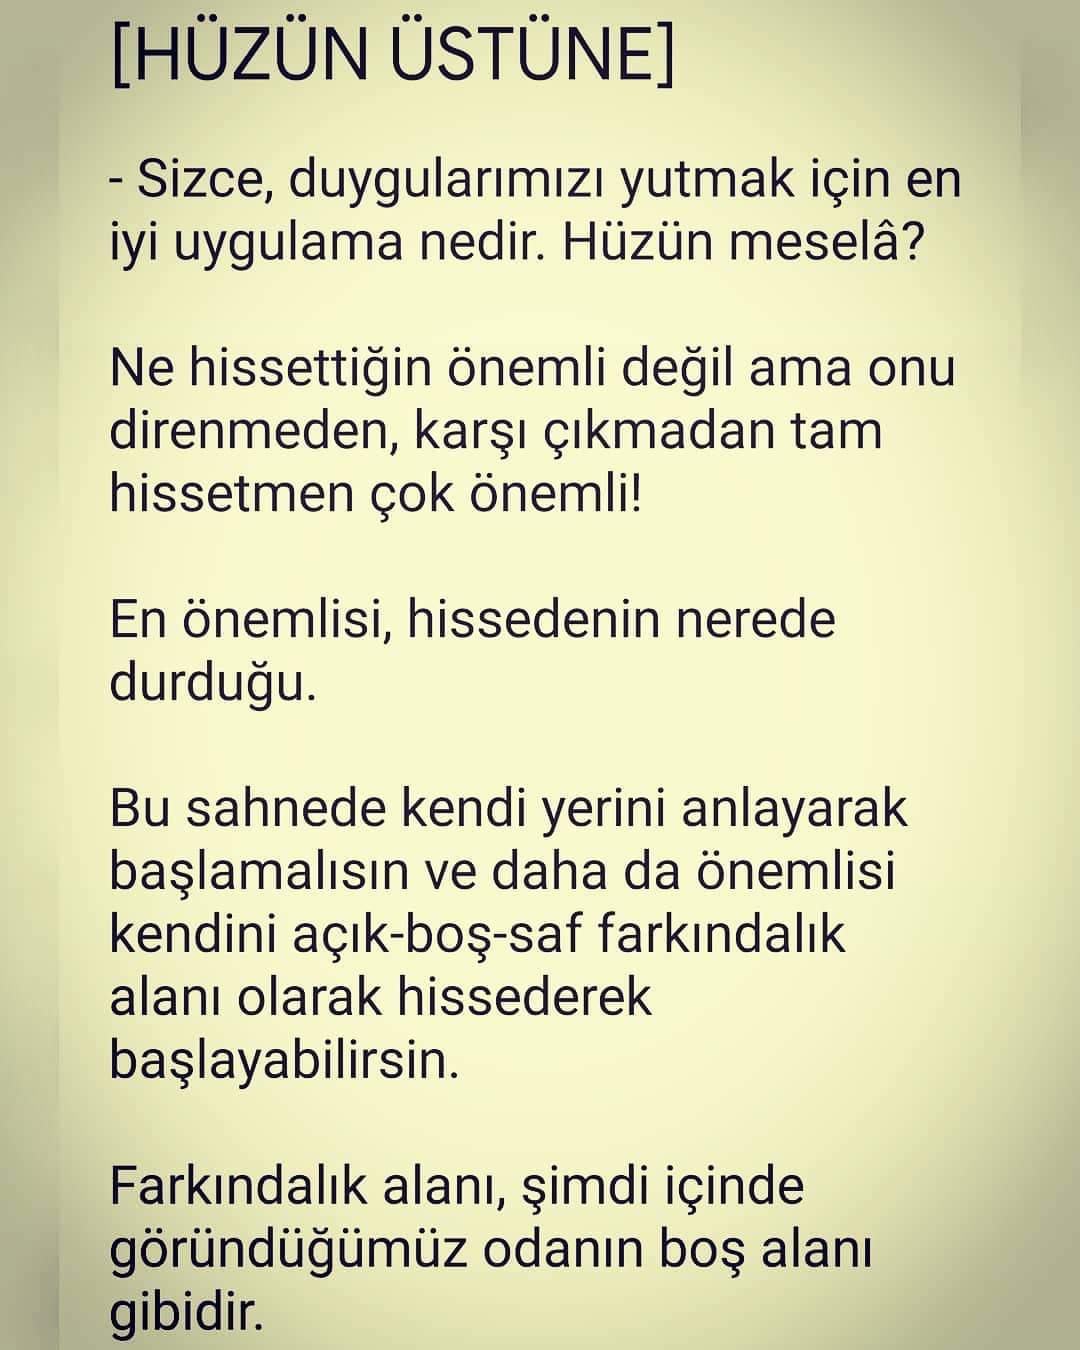 [HÜZÜN ÜSTÜNE]
- Sizce, duygularımızı yutmak için en
iyi uygulama nedir. Hüzün meselâ?
Ne hissettiğin önemli değil ama onu
direnmeden, karşı çıkmadan tam
hissetmen çok önemli!
En önemlisi, hissedenin nerede
durduğu.
Bu sahnede kendi yerini anlayarak
başlamalısın ve daha da önemlisi
kendini açık-boş-saf farkındalık
alanı olarak hissederek
başlayabilirsin.
Farkındalık alanı, şimdi içinde
göründüğümüz odanın boş alanı
gibidir.